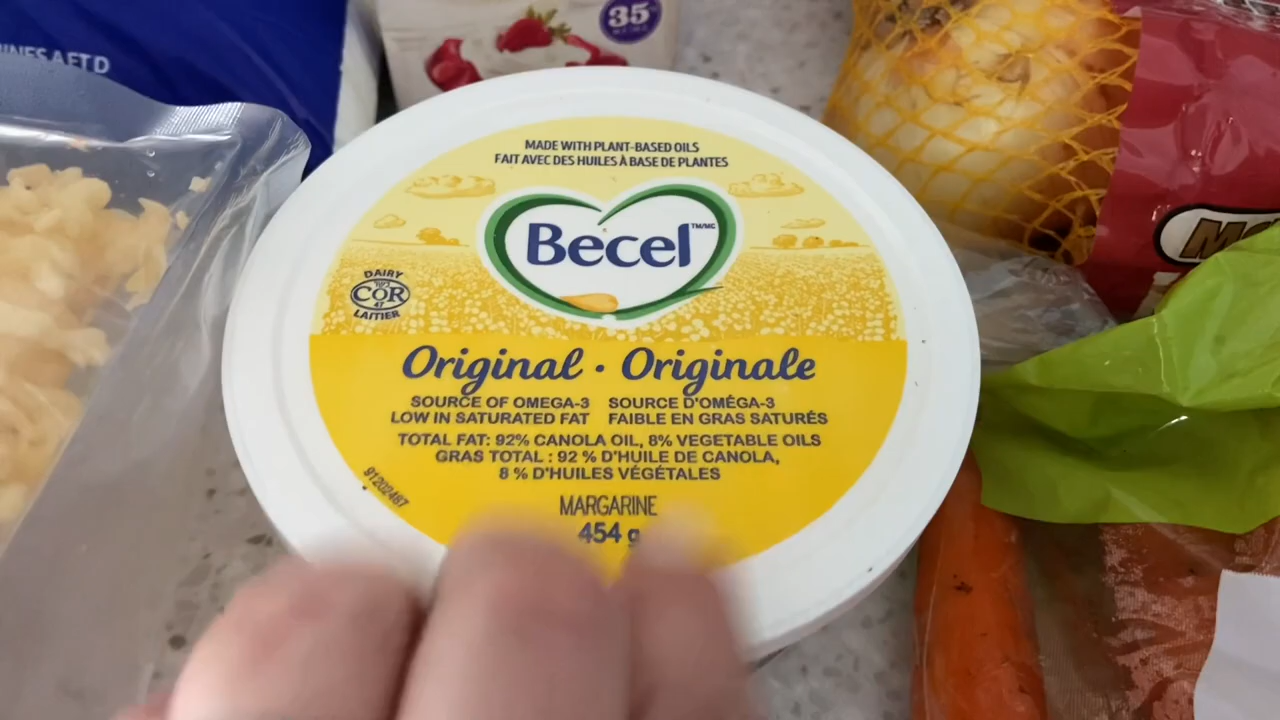 35
MADE WITH PLANT-BASED OILS
FAIT AVEC DES HUILES À BASE DE PLANTES
Becel TM/MC
DAIRY
COR
47
LAITIER
Original · Originale
SOURCE OF OMEGA-3 SOURCE D'OMÉGA-3
LOW IN SATURATED FAT FAIBLE EN GRAS SATURÉS
TOTAL FAT: 92% CANOLA OIL, 8% VEGETABLE OILS
GRAS TOTAL : 92 % D'HUILE DE CANOLA,
8 % D'HUILES VÉGÉTALES
91202487
MARGARINE
454 g